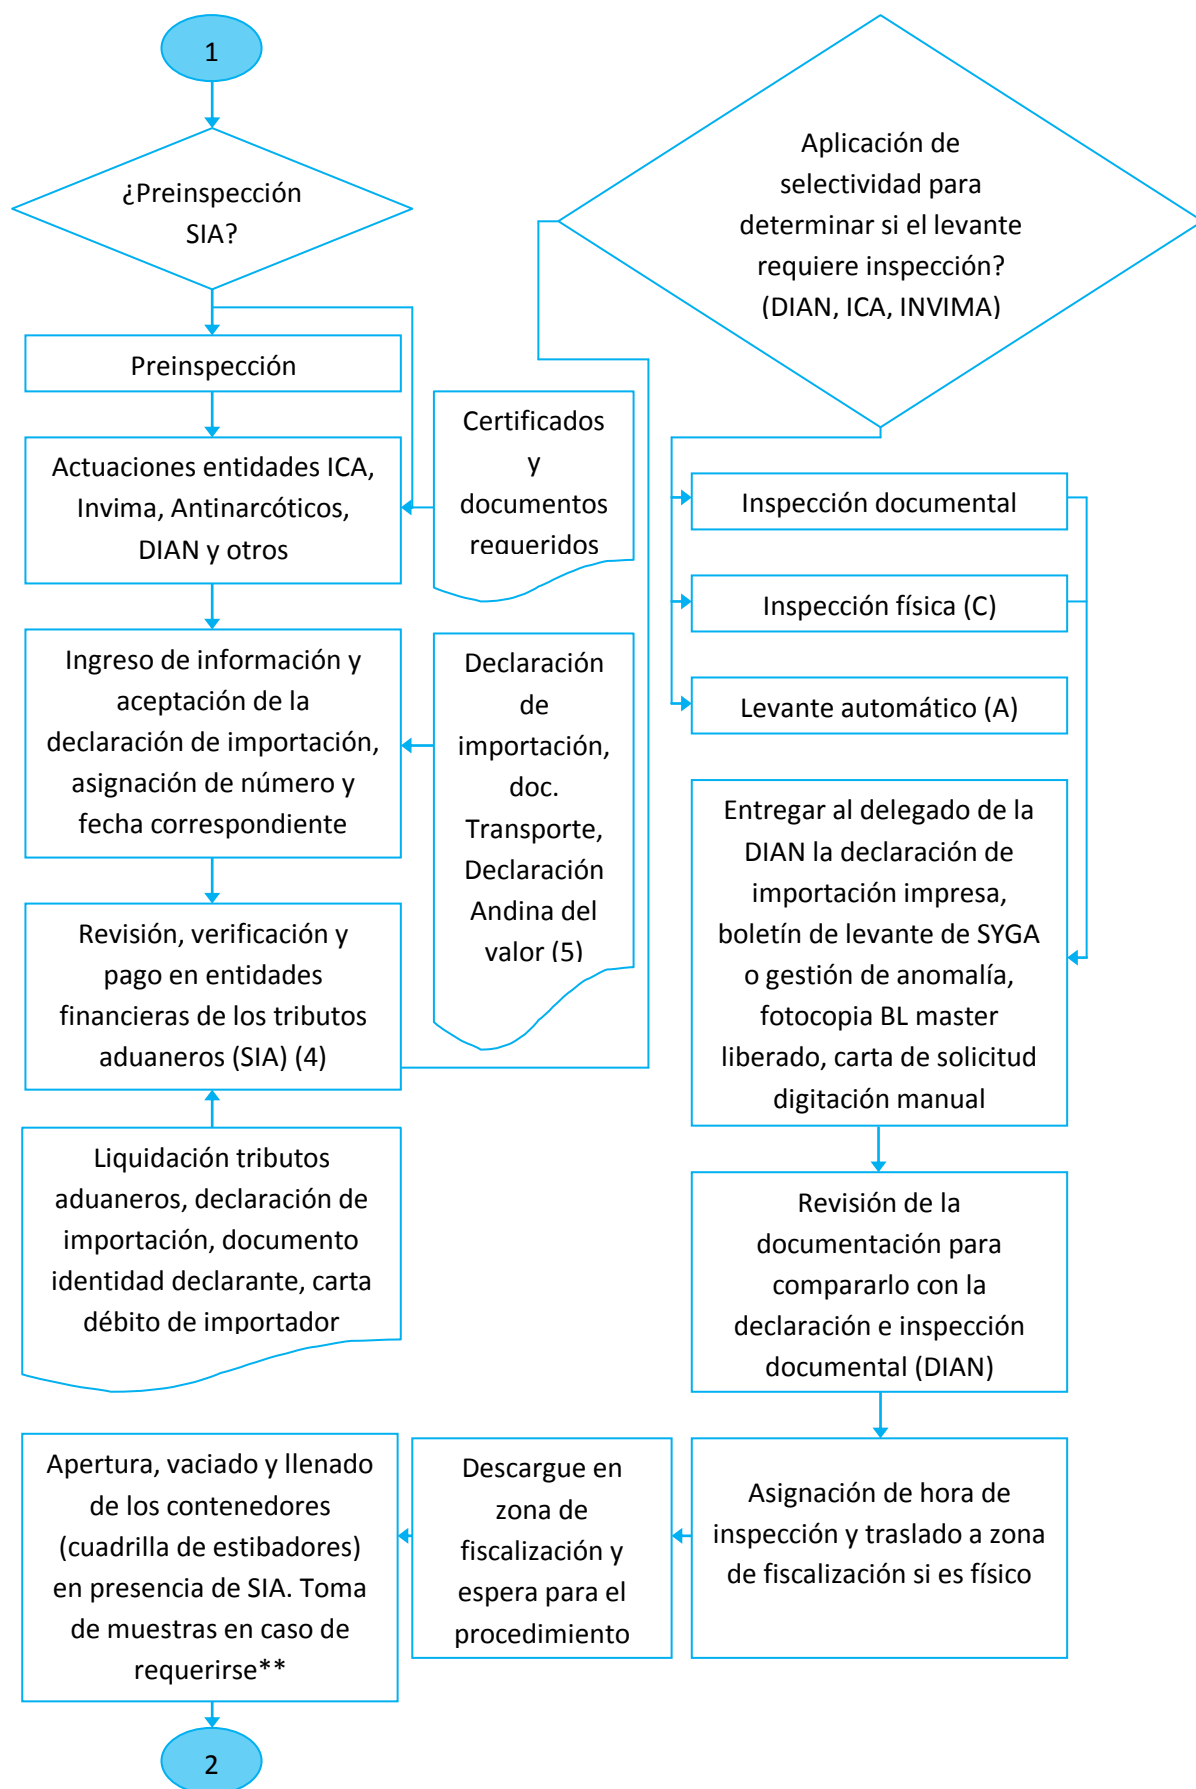 1
¿Preinspección
SIA?
Preinspección
Actuaciones entidades ICA,
Invima, Antinarcóticos,
DIAN y otros
Certificados
y
documentos
requeridos
Ingreso de información y
aceptación de la
declaración de importación,
asignación de número y
fecha correspondiente
Declaración
de
importación,
doc.
Transporte,
Declaración
Andina del
valor (5)
Revisión, verificación y
pago en entidades
financieras de los tributos
aduaneros (SIA) (4)
Liquidación tributos
aduaneros, declaración de
importación, documento
identidad declarante, carta
débito de importador
Aplicación de
selectividad para
determinar si el levante
requiere inspección?
(DIAN, ICA, INVIMA)
Inspección documental
Inspección física (C)
Levante automático (A)
Entregar al delegado de la
DIAN la declaración de
importación impresa,
boletín de levante de SYGA
o gestión de anomalía,
fotocopia BL master
liberado, carta de solicitud
digitación manual
Revisión de la
documentación para
compararlo con la
declaración e inspección
documental (DIAN)
Asignación de hora de
inspección y traslado a zona
de fiscalización si es físico
Descargue en
zona de
fiscalización y
espera para el
procedimiento
Apertura, vaciado y llenado
de los contenedores
(cuadrilla de estibadores)
en presencia de SIA. Toma
de muestras en caso de
requerirse**
2